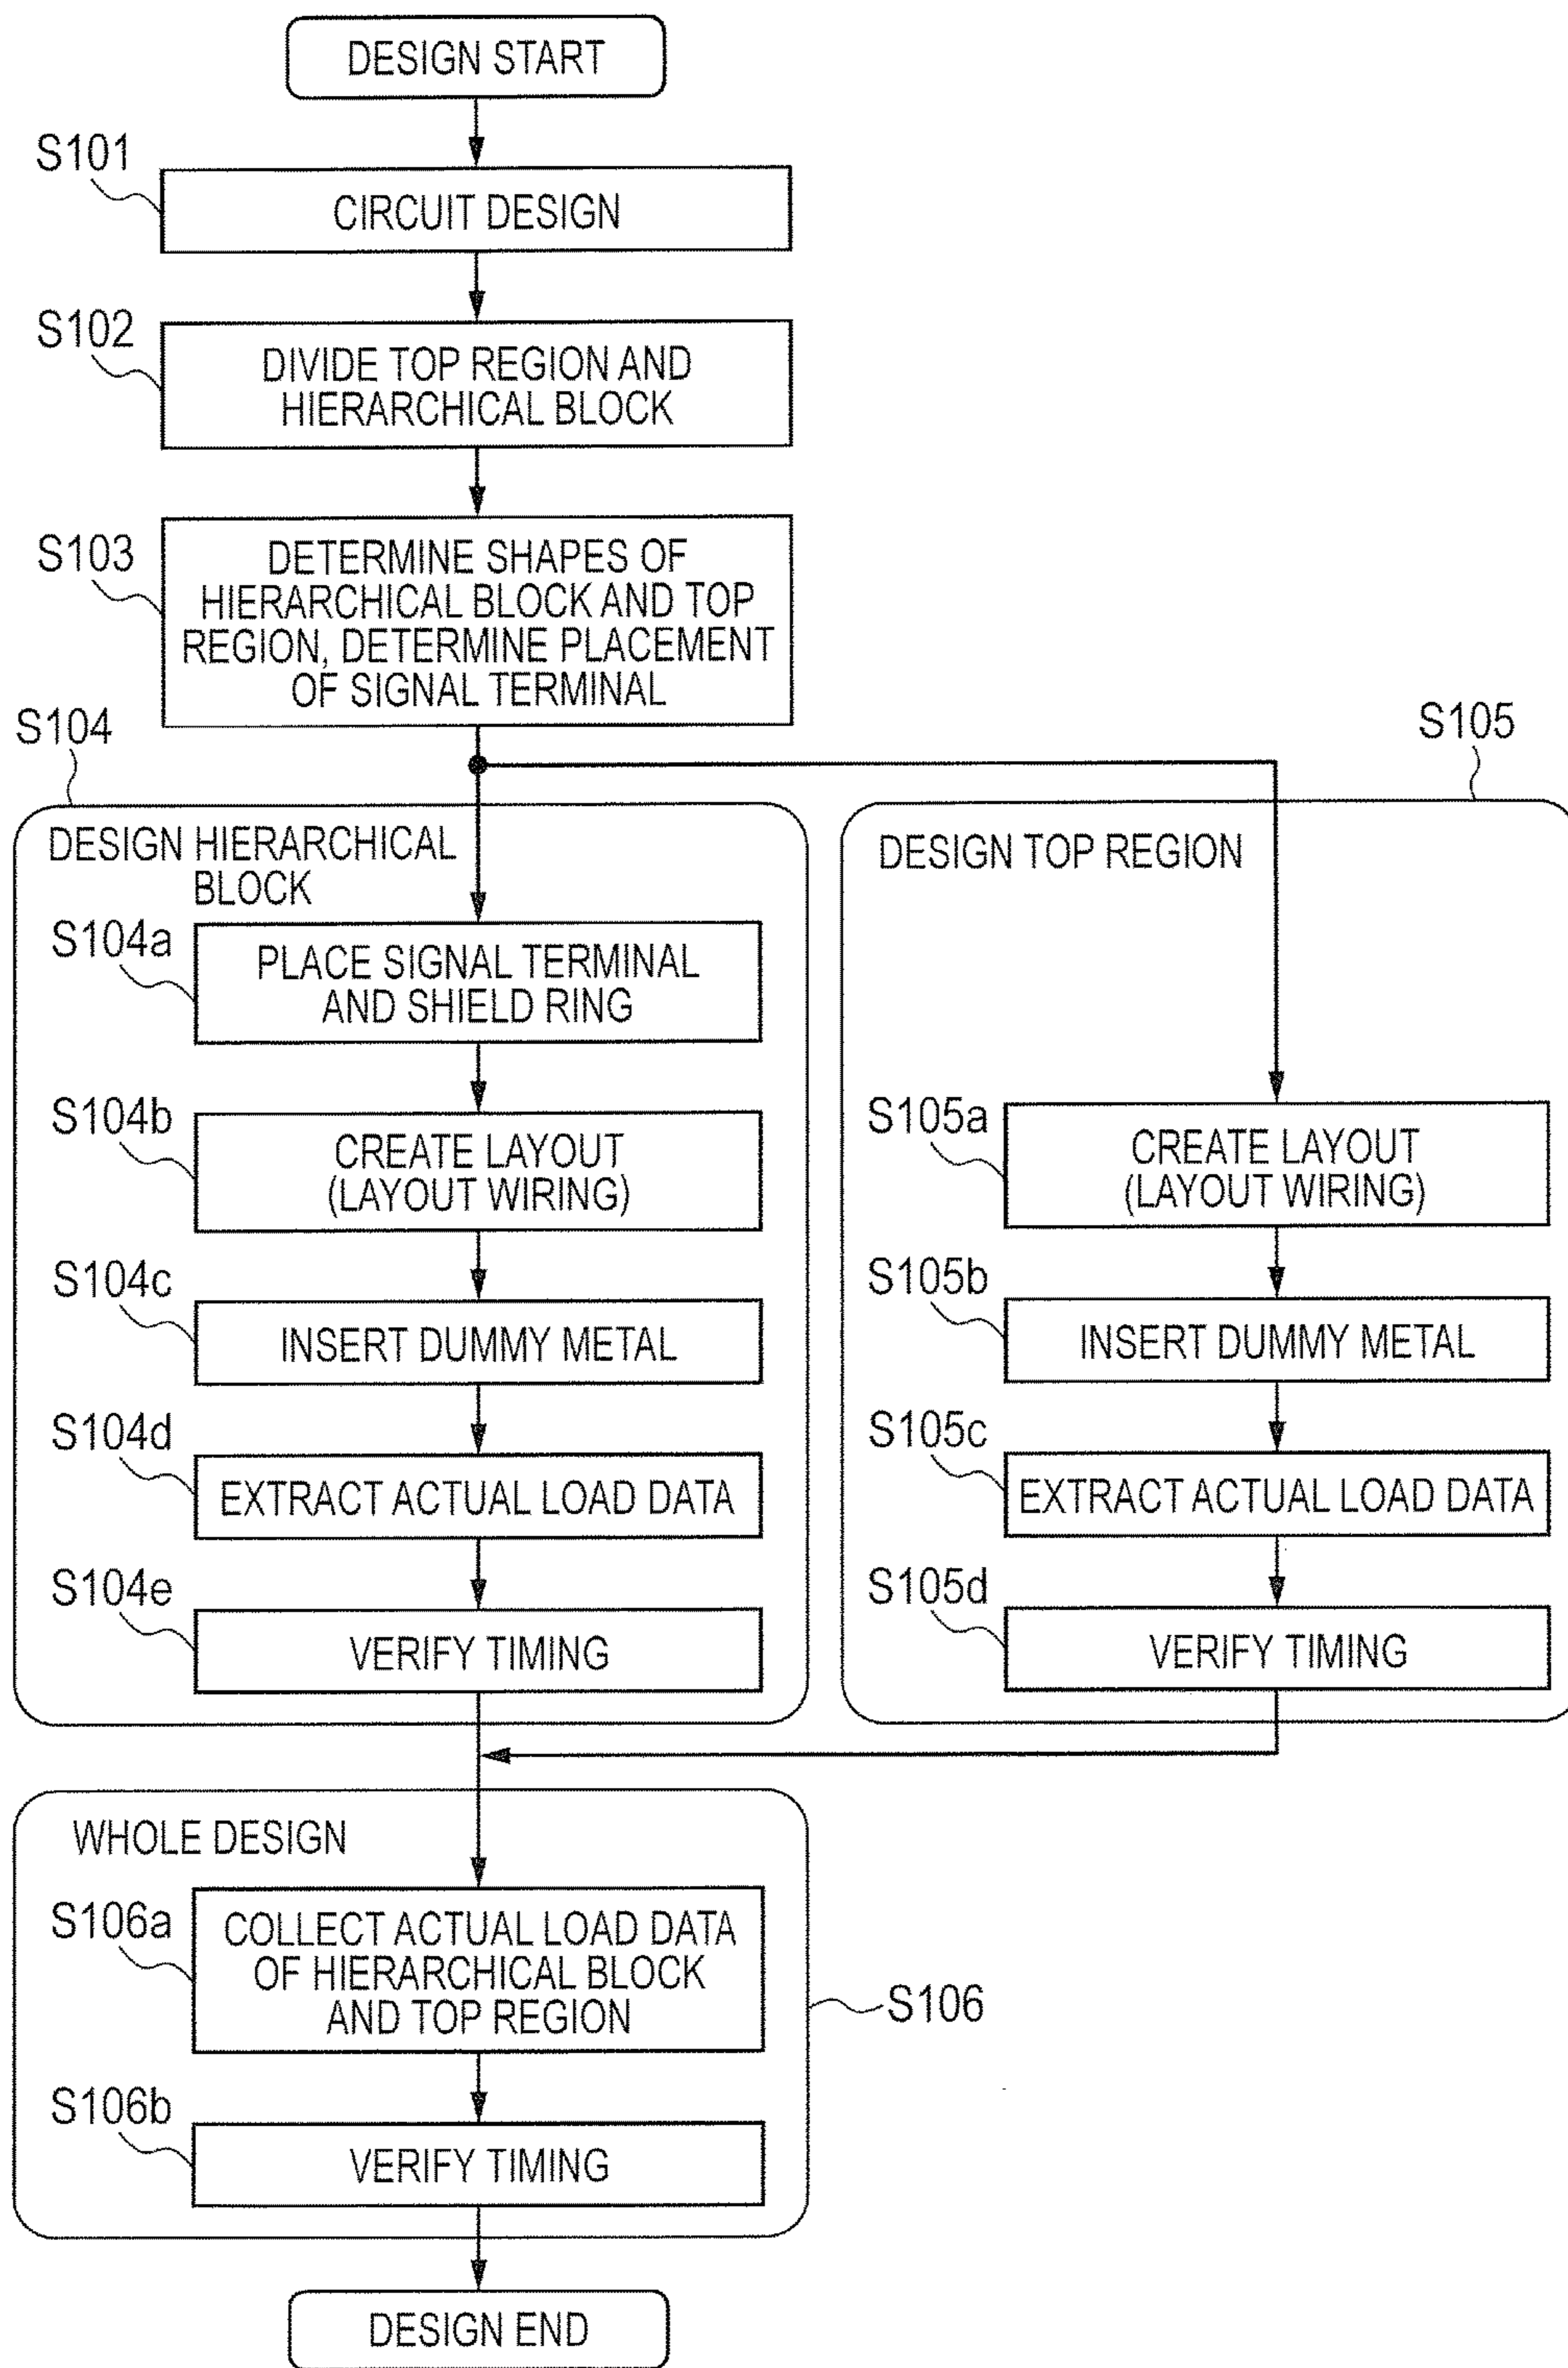 DESIGN START
S101
CIRCUIT DESIGN
S102
DIVIDE TOP REGION AND
HIERARCHICAL BLOCK
S103
DETERMINE SHAPES OF
HIERARCHICAL BLOCK AND TOP
REGION, DETERMINE PLACEMENT
OF SIGNAL TERMINAL
S104
DESIGN HIERARCHICAL
BLOCK
S104a
PLACE SIGNAL TERMINAL
AND SHIELD RING
S104b
CREATE LAYOUT
(LAYOUT WIRING)
S104c
INSERT DUMMY METAL
S104d
EXTRACT ACTUAL LOAD DATA
S104e
VERIFY TIMING
S105
DESIGN TOP REGION
S105a
CREATE LAYOUT
(LAYOUT WIRING)
S105b
INSERT DUMMY METAL
S105c
EXTRACT ACTUAL LOAD DATA
S105d
VERIFY TIMING
WHOLE DESIGN
S106a
COLLECT ACTUAL LOAD DATA
OF HIERARCHICAL BLOCK
AND TOP REGION
S106
S106b
VERIFY TIMING
DESIGN END